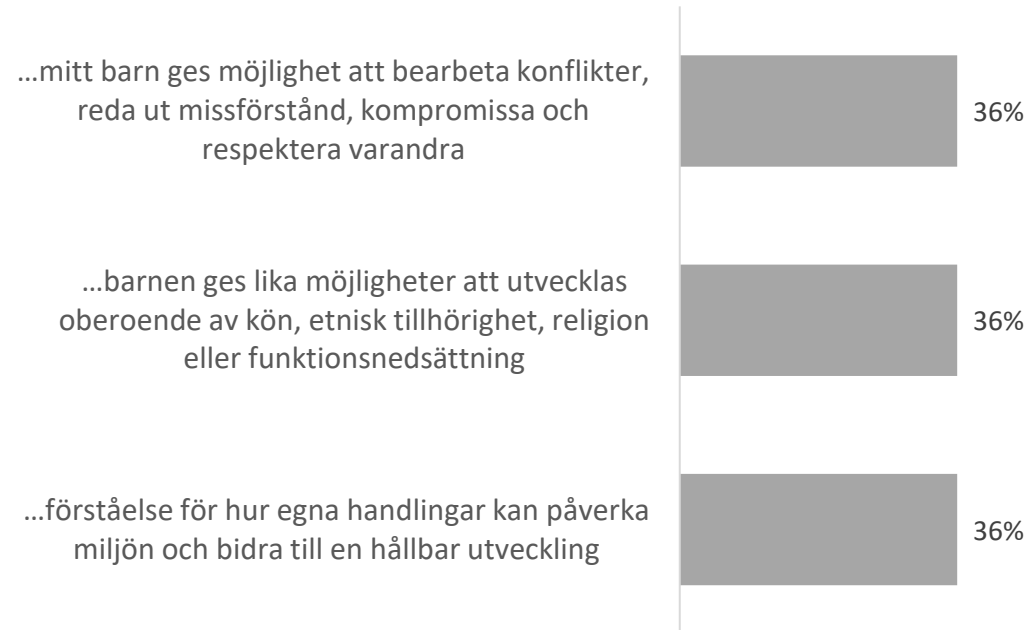 …mitt barn ges möjlighet att bearbeta konflikter,
reda ut missförstånd, kompromissa och
respektera varandra
36%
…barnen ges lika möjligheter att utvecklas
oberoende av kön, etnisk tillhörighet, religion
eller funktionsnedsättning
36%
…förståelse för hur egna handlingar kan påverka
miljön och bidra till en hållbar utveckling
36%